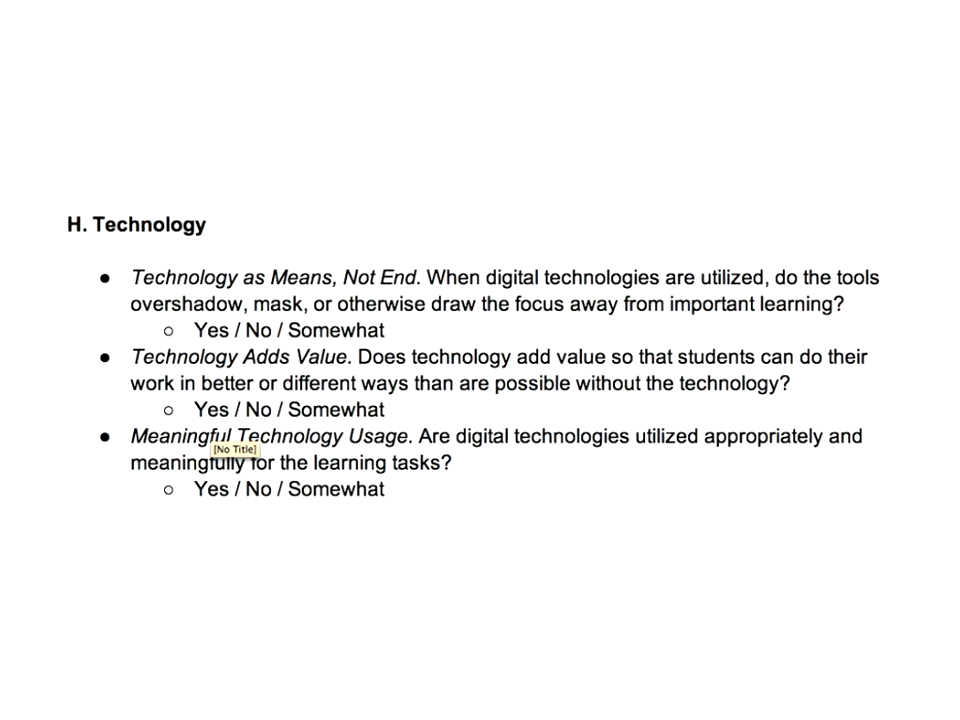 H. Technology
● Technology as Means, Not End. When digital technologies are utilized, do the tools
overshadow, mask, or otherwise draw the focus away from important learning?
○ Yes / No / Somewhat
● Technology Adds Value. Does technology add value so that students can do their
work in better or different ways than are possible without the technology?
○ Yes / No / Somewhat
● Meaningful Technology Usage. Are digital technologies utilized appropriately and
[No Title]
meaningfully for the learning tasks?
○ Yes / No / Somewhat